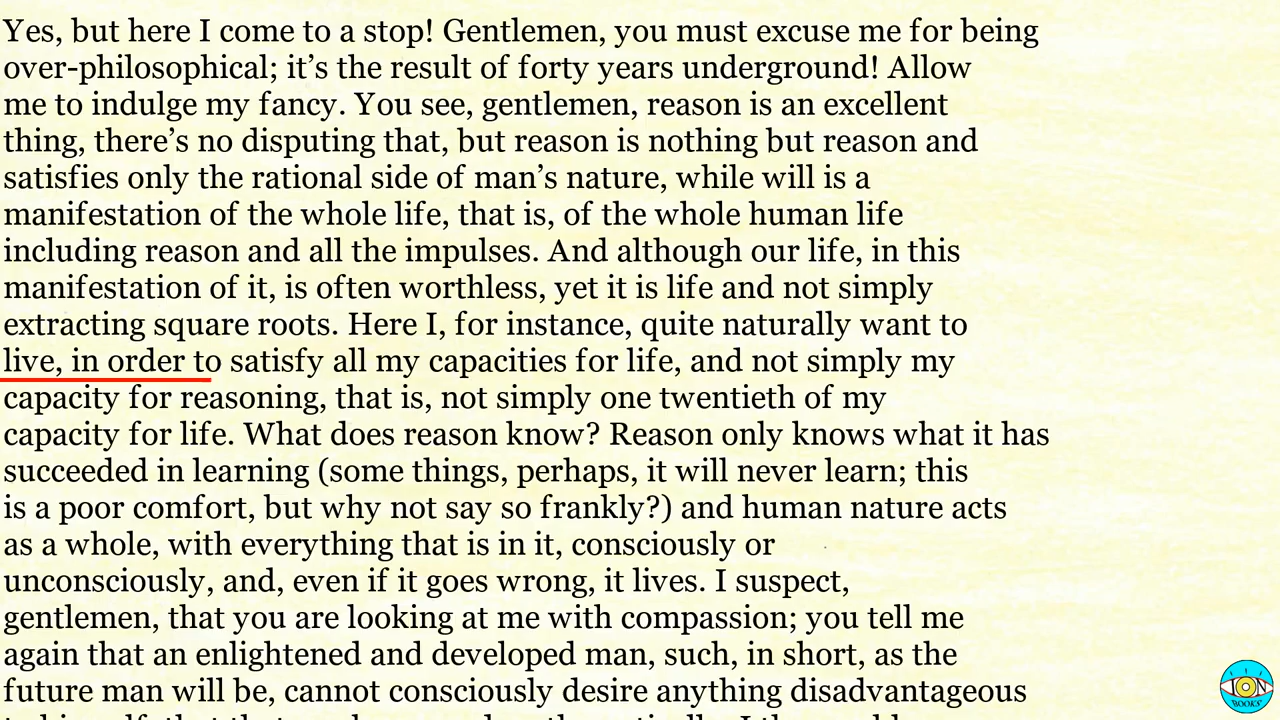 Yes, but here I come to a stop! Gentlemen, you must excuse me for being
over-philosophical; it’s the result of forty years underground! Allow
me to indulge my fancy. You see, gentlemen, reason is an excellent
thing, there’s no disputing that, but reason is nothing but reason and
satisfies only the rational side of man’s nature, while will is a
manifestation of the whole life, that is, of the whole human life
including reason and all the impulses. And although our life, in this
manifestation of it, is often worthless, yet it is life and not simply
extracting square roots. Here I, for instance, quite naturally want to
live, in order to satisfy all my capacities for life, and not simply my
capacity for reasoning, that is, not simply one twentieth of my
capacity for life. What does reason know? Reason only knows what it has
succeeded in learning (some things, perhaps, it will never learn; this
is a poor comfort, but why not say so frankly?) and human nature acts
as a whole, with everything that is in it, consciously or
unconsciously, and, even if it goes wrong, it lives. I suspect,
gentlemen, that you are looking at me with compassion; you tell me
again that an enlightened and developed man, such, in short, as the
future man will be, cannot consciously desire anything disadvantageous
ION
BOOKS